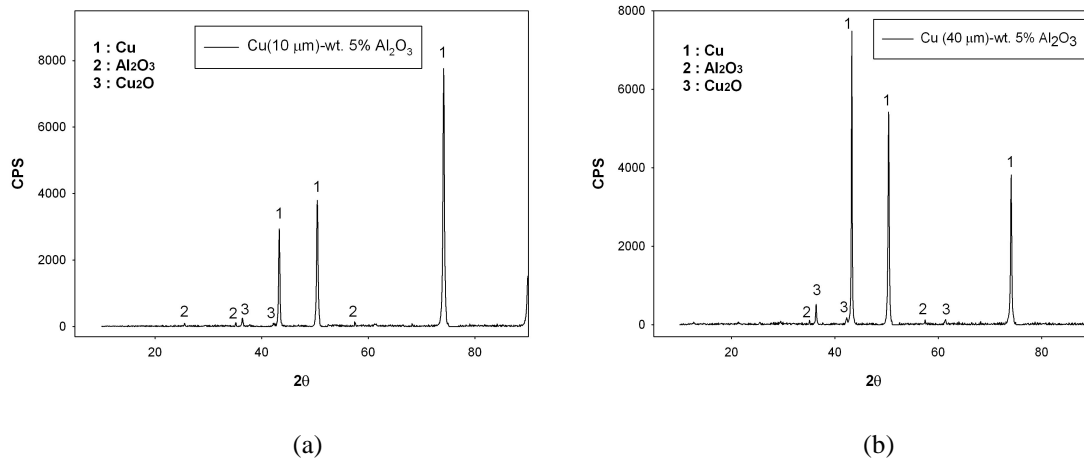 Cu(10 μm)-wt. 5% Al₂O₃
1 : Cu
2 : Al₂O₃
3 : Cu₂O
CPS
8000
6000
4000
2000
0
2
2
3
3
1
1
2
1
20
40
60
80
2θ
(a)
Cu (40 μm)-wt. 5% Al₂O₃
1 : Cu
2 : Al₂O₃
3 : Cu₂O
CPS
8000
6000
4000
2000
0
2
3
3
1
1
2
3
1
20
40
60
80
2θ
(b)